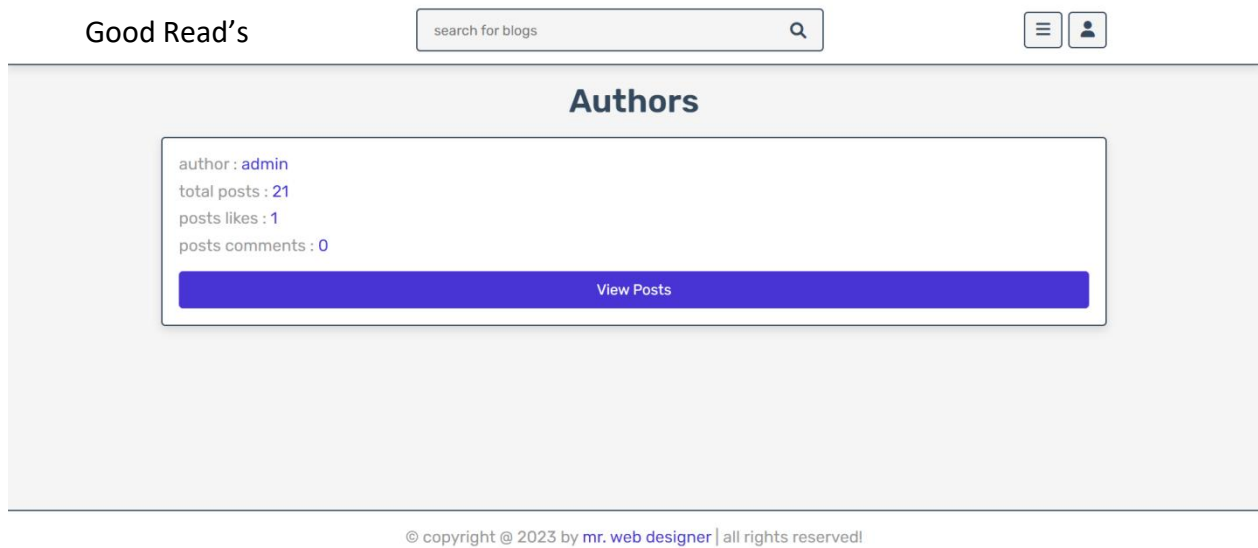 Good Read’s
search for blogs
Authors
author : admin
total posts : 21
posts likes : 1
posts comments : 0
View Posts
© copyright @ 2023 by mr. web designer | all rights reserved!